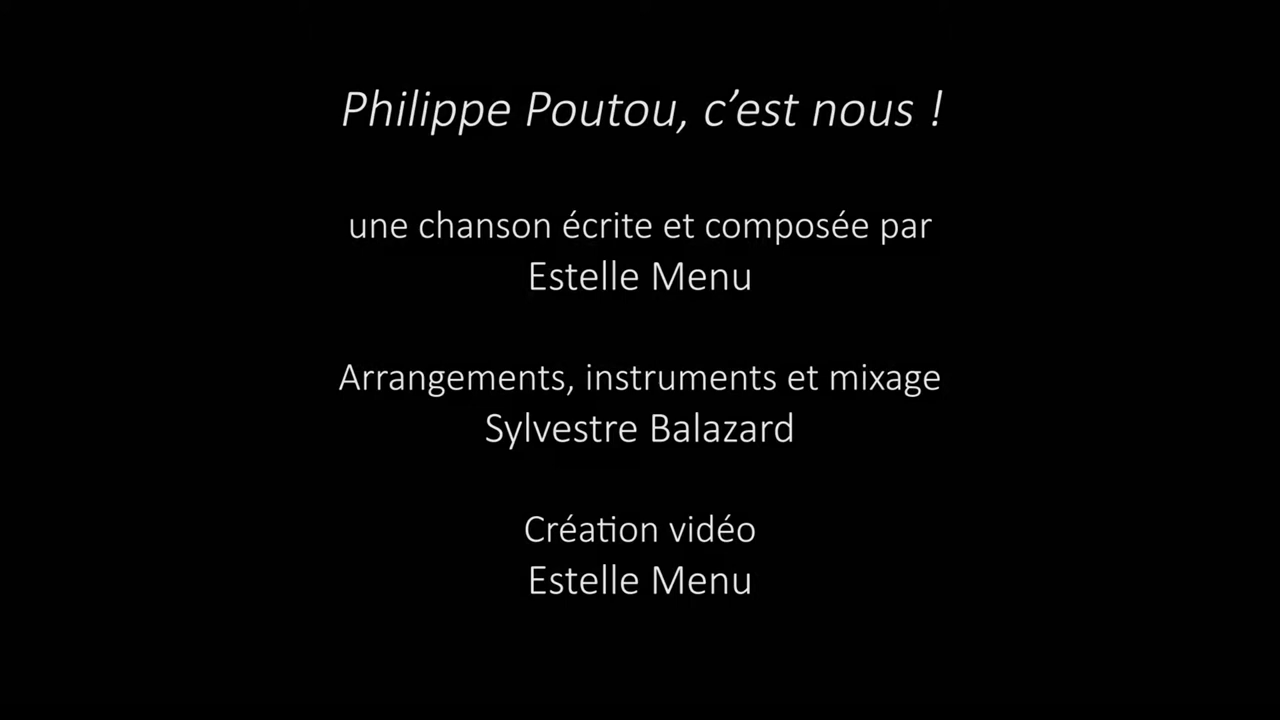 Philippe Poutou, c’est nous !
une chanson écrite et composée par
Estelle Menu
Arrangements, instruments et mixage
Sylvestre Balazard
Création vidéo
Estelle Menu